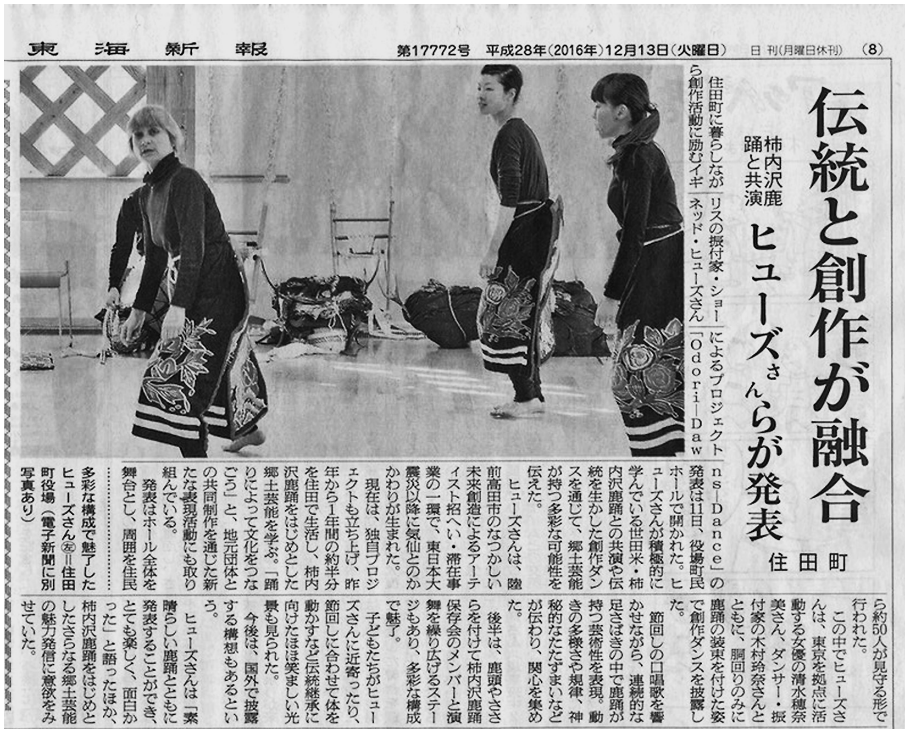 東海新報
第17772号 平成28年(2016年)12月13日(火曜日)
日刊(月曜日休刊) (8)
伝統と創作が融合
柿内沢鹿
踊と共演
ヒューズさんらが発表
住田町
住田町に暮らしなが
ら創作活動に励むイギ
リスの振付家・ショー
ネッド・ヒューズさん
によるプロジェクト
「Odori―Daw
ns―Dance」の
発表は11日、役場町民
ホールで開かれた。ヒ
ューズさんが積極的に
学んでいる世田米・柿
内沢鹿踊との共演や伝
統を生かした創作ダン
スを通じて、郷土芸能
が持つ多彩な可能性を
伝えた。
ヒューズさんは、陸
前高田市のなつかしい
未来創造によるアーテ
ィスト招へい・滞在事
業の一環で、東日本大
震災以降に気仙とのか
かわりが生まれた。
現在は、独自プロジ
ェクトも立ち上げ、昨
年から1年間の約半分
を住田で生活し、柿内
沢鹿踊をはじめとした
郷土芸能を学ぶ。「踊
りによって文化をつな
ごう」と、地元団体と
の共同制作を通じた新
たな表現活動にも取り
組んでいる。
発表はホール全体を
舞台とし、周囲を住民
多彩な構成で魅了した
ヒューズさん㊧=住田
町役場(電子新聞に別
写真あり)
ら約50人が見守る形で
行われた。
この中でヒューズさ
んは、東京を拠点に活
動する女優の清水穂奈
美さん、ダンサー・振
付家の木村玲奈さんと
ともに、胴回りのみに
鹿踊の装束を付けた姿
で創作ダンスを披露し
た。
節回しの口唱歌を響
かせながら、連続的な
足さばきの中で鹿踊が
持つ芸術性を表現。動
きの多様さや規律、神
秘的なたたずまいなど
が伝わり、関心を集め
た。
後半は、鹿頭やささ
らを付けて柿内沢鹿踊
保存会のメンバーと演
舞を繰り広げるステー
ジもあり、多彩な構成
で魅了。
子どもたちがヒュー
ズさんに近寄ったり、
節回しに合わせて体を
動かすなど伝統継承に
向けたほほ笑ましい光
景も見られた。
今後は、国外で披露
する構想もあるとい
う。
ヒューズさんは「素
晴らしい鹿踊とともに
発表することができ、
とても楽しく、面白か
った」と語ったほか、
柿内沢鹿踊をはじめと
したさらなる郷土芸能
の魅力発信に意欲をみ
せていた。